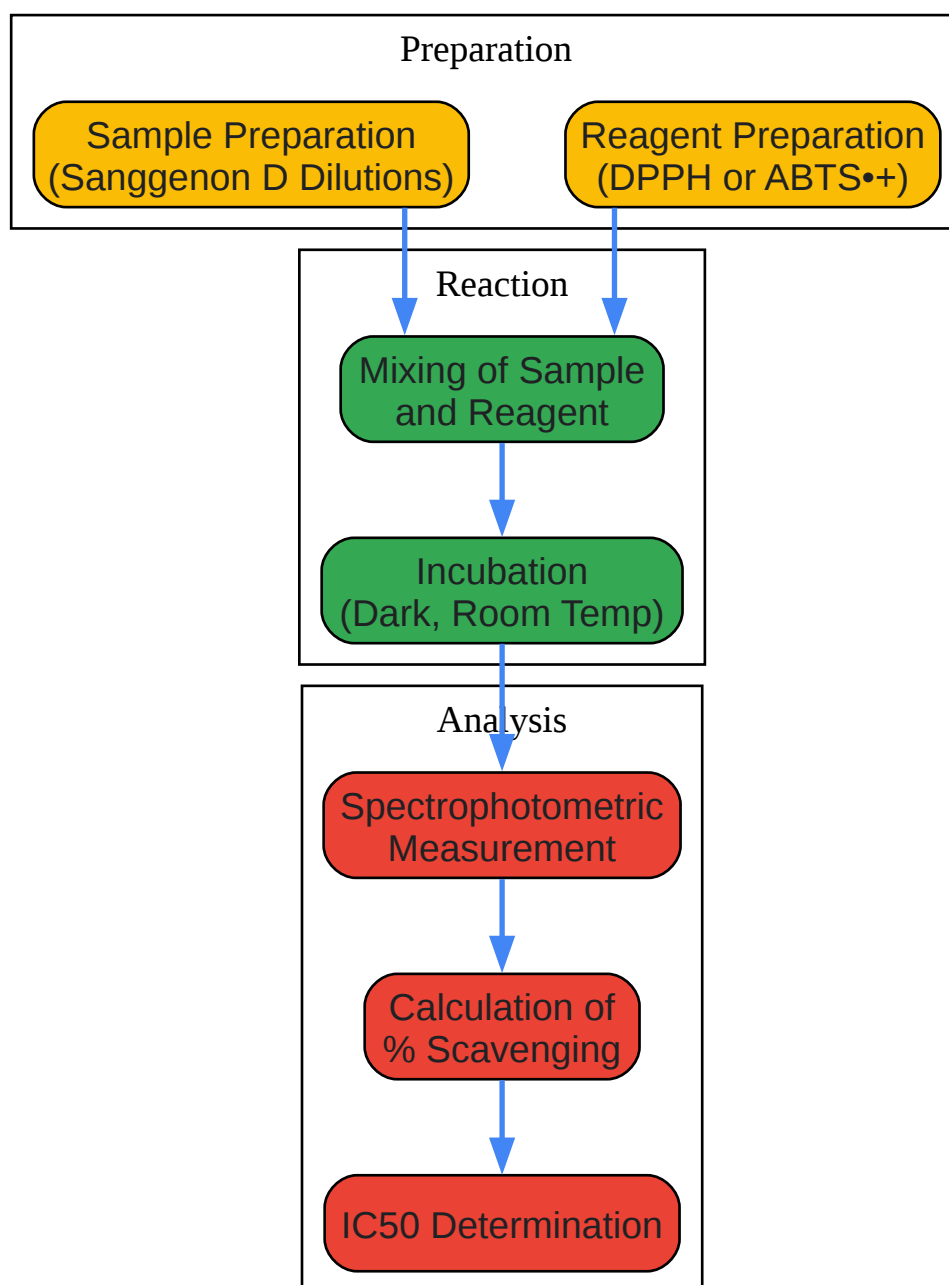 Preparation
Sample Preparation
(Sanggenon D Dilutions)
Reagent Preparation
(DPPH or ABTS•+)
Reaction
Mixing of Sample
and Reagent
Incubation
(Dark, Room Temp)
Analysis
Spectrophotometric
Measurement
Calculation of
% Scavenging
IC50 Determination